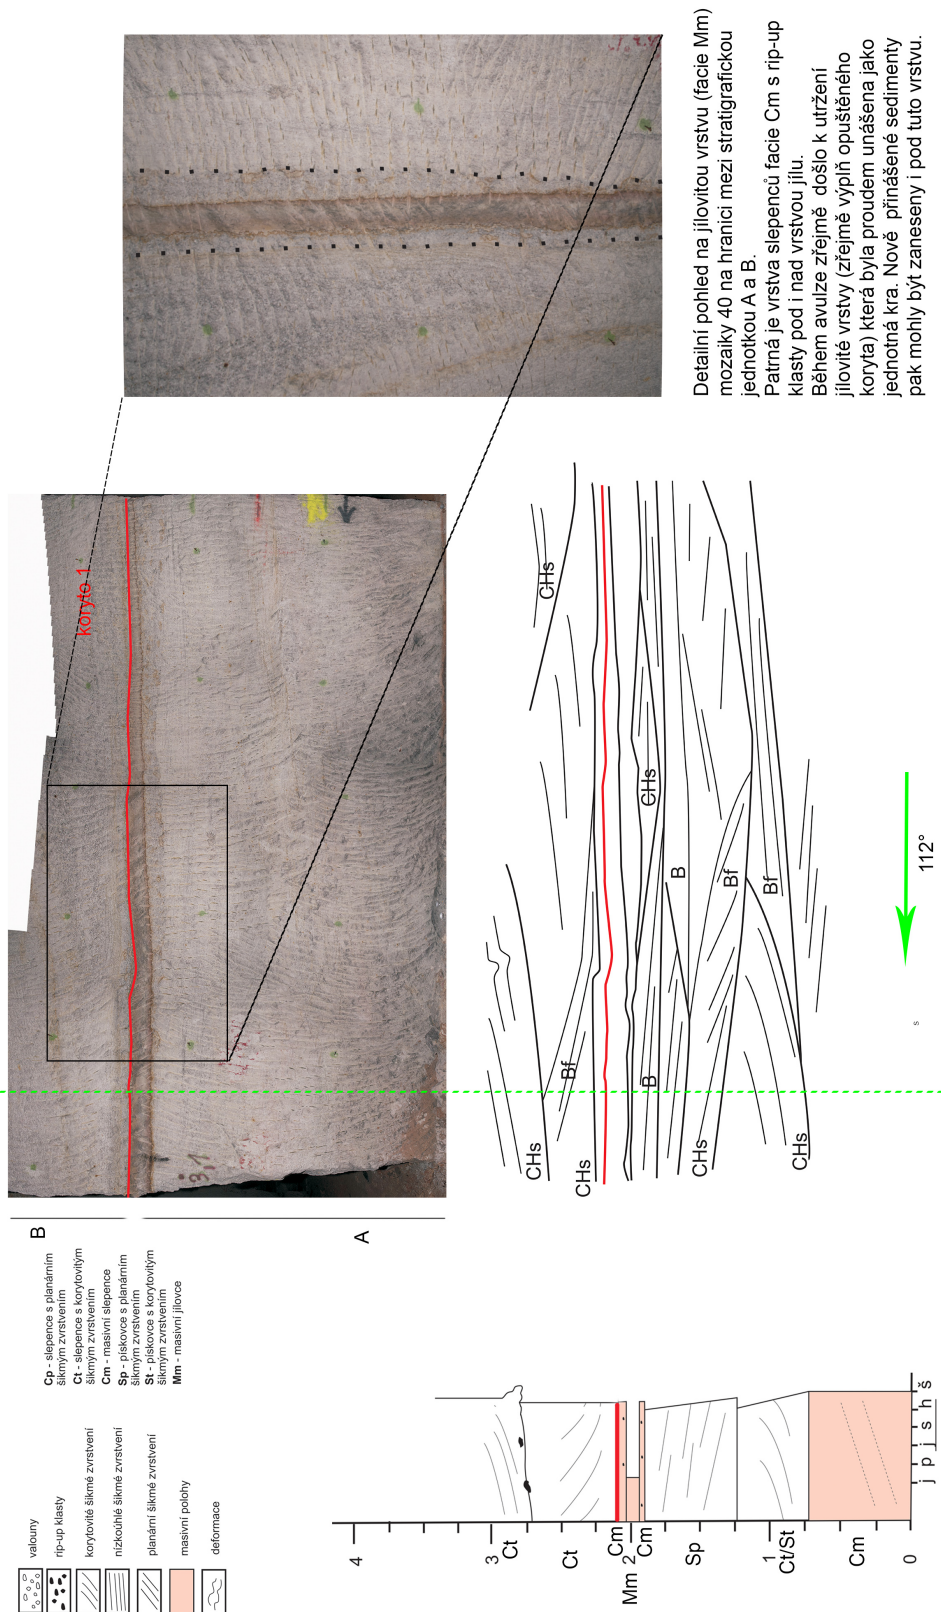 Detailní pohled na jílovitou vrstvu (facie Mm)
mozaiky 40 na hranici mezi stratigrafickou
jednotkou A a B.
Patrná je vrstva slepenců facie Cm s rip-up
klasty pod i nad vrstvou jílu.
Během avulze zřejmě došlo k utržení
jílovité vrstvy (zřejmě výplň opuštěného
koryta) která byla proudem unášena jako
jednotná kra. Nově přinášené sedimenty
pak mohly být zaneseny i pod tuto vrstvu.
koryto 1
3,1
B
A
CHs
CHs
Bf
B
Bf
Bf
B
CHs
CHs
CHs
CHs
112°
s
Cp - slepence s planárním
šikmým zvrstvením
Ct - slepence s korytovitým
šikmým zvrstvením
Cm - masivní slepence
Sp - pískovce s planárním
šikmým zvrstvením
St - pískovce s korytovitým
šikmým zvrstvením
Mm - masivní jílovce
valouny
rip-up klasty
korytovité šikmé zvrstvení
nízkoúhlé šikmé zvrstvení
planární šikmé zvrstvení
masivní polohy
deformace
4
3
Ct
Ct
Cm
Mm 2
Cm
Sp
1
Ct/St
Cm
0
j p j s h š